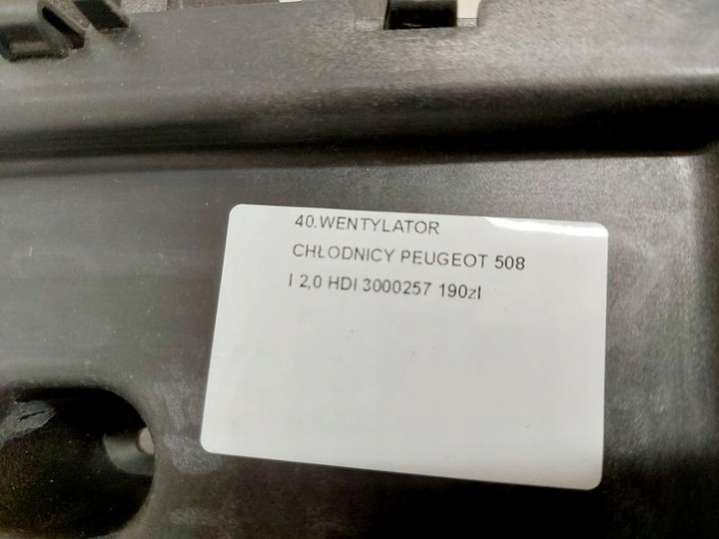 40.WENTYLATOR
CHŁODNICY PEUGEOT 508
I 2,0 HDI 3000257 190zł